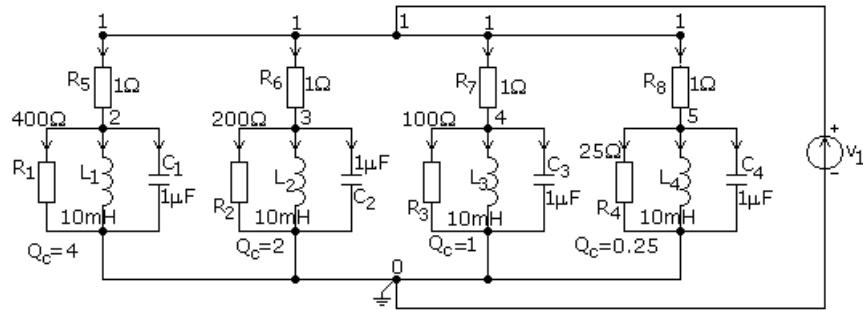 1 1 1 1 1
R5 1Ω R6 1Ω R7 1Ω R8 1Ω
400Ω 2 200Ω 3 100Ω 4 25Ω 5
R1 L1 C1 1μF R2 L2 1μF C2 R3 L3 C3 1μF R4 L4 C4 1μF + V1 −
10mH 10mH 10mH 10mH
Qc=4 Qc=2 Qc=1 Qc=0.25
0